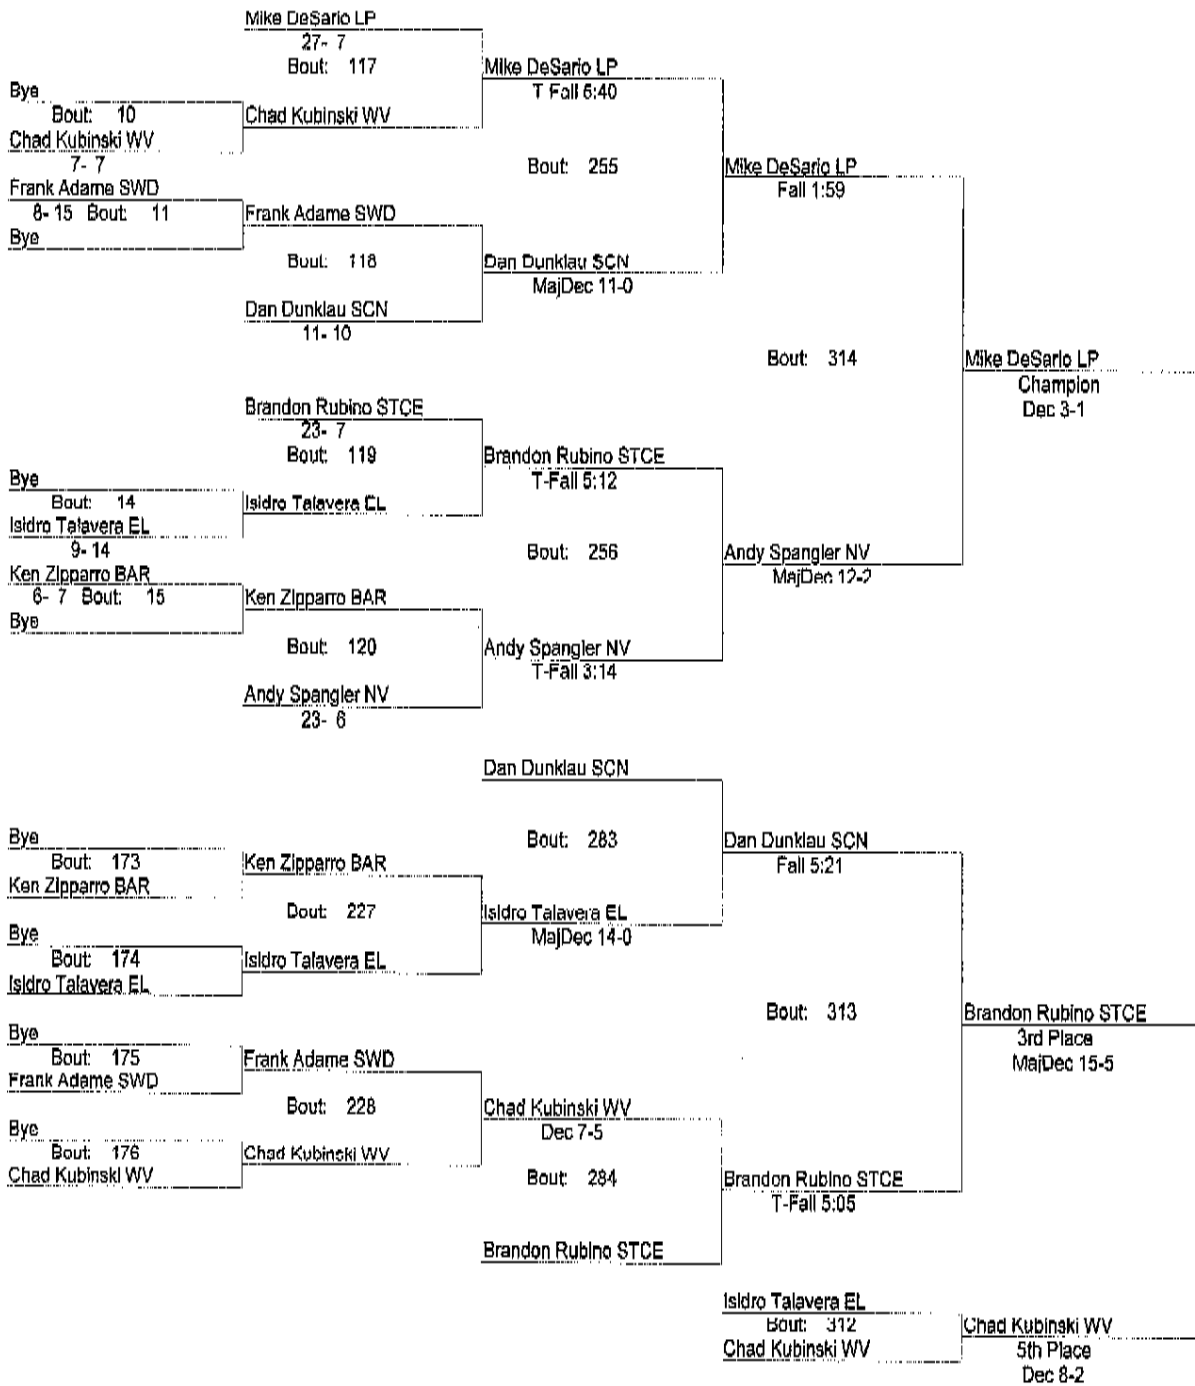 Mike DeSario LP
27- 7
Bout: 117
Mike DeSario LP
T Fall 5:40
Bye
Bout: 10
Chad Kubinski WV
Chad Kubinski WV
7- 7
Bout: 255
Mike DeSario LP
Fall 1:59
Frank Adame SWD
8- 15 Bout: 11
Frank Adame SWD
Bye
Bout: 118
Dan Dunklau SCN
MajDec 11-0
Dan Dunklau SCN
11- 10
Bout: 314
Mike DeSario LP
Champion
Dec 3-1
Brandon Rubino STCE
23- 7
Bout: 119
Brandon Rubino STCE
T-Fall 5:12
Bye
Bout: 14
Isidro Talavera EL
Isidro Talavera EL
9- 14
Bout: 256
Andy Spangler NV
MajDec 12-2
Ken Zipparro BAR
6- 7 Bout: 15
Ken Zipparro BAR
Bye
Bout: 120
Andy Spangler NV
T-Fall 3:14
Andy Spangler NV
23- 6
Dan Dunklau SCN
Bout: 283
Dan Dunklau SCN
Fall 5:21
Bye
Bout: 173
Ken Zipparro BAR
Ken Zipparro BAR
Bout: 227
Isidro Talavera EL
MajDec 14-0
Bye
Bout: 174
Isidro Talavera EL
Isidro Talavera EL
Bout: 313
Brandon Rubino STCE
3rd Place
MajDec 15-5
Bye
Bout: 175
Frank Adame SWD
Frank Adame SWD
Bout: 228
Chad Kubinski WV
Dec 7-5
Bye
Bout: 176
Chad Kubinski WV
Chad Kubinski WV
Bout: 284
Brandon Rubino STCE
T-Fall 5:05
Brandon Rubino STCE
Isidro Talavera EL
Bout: 312
Chad Kubinski WV
Chad Kubinski WV
5th Place
Dec 8-2